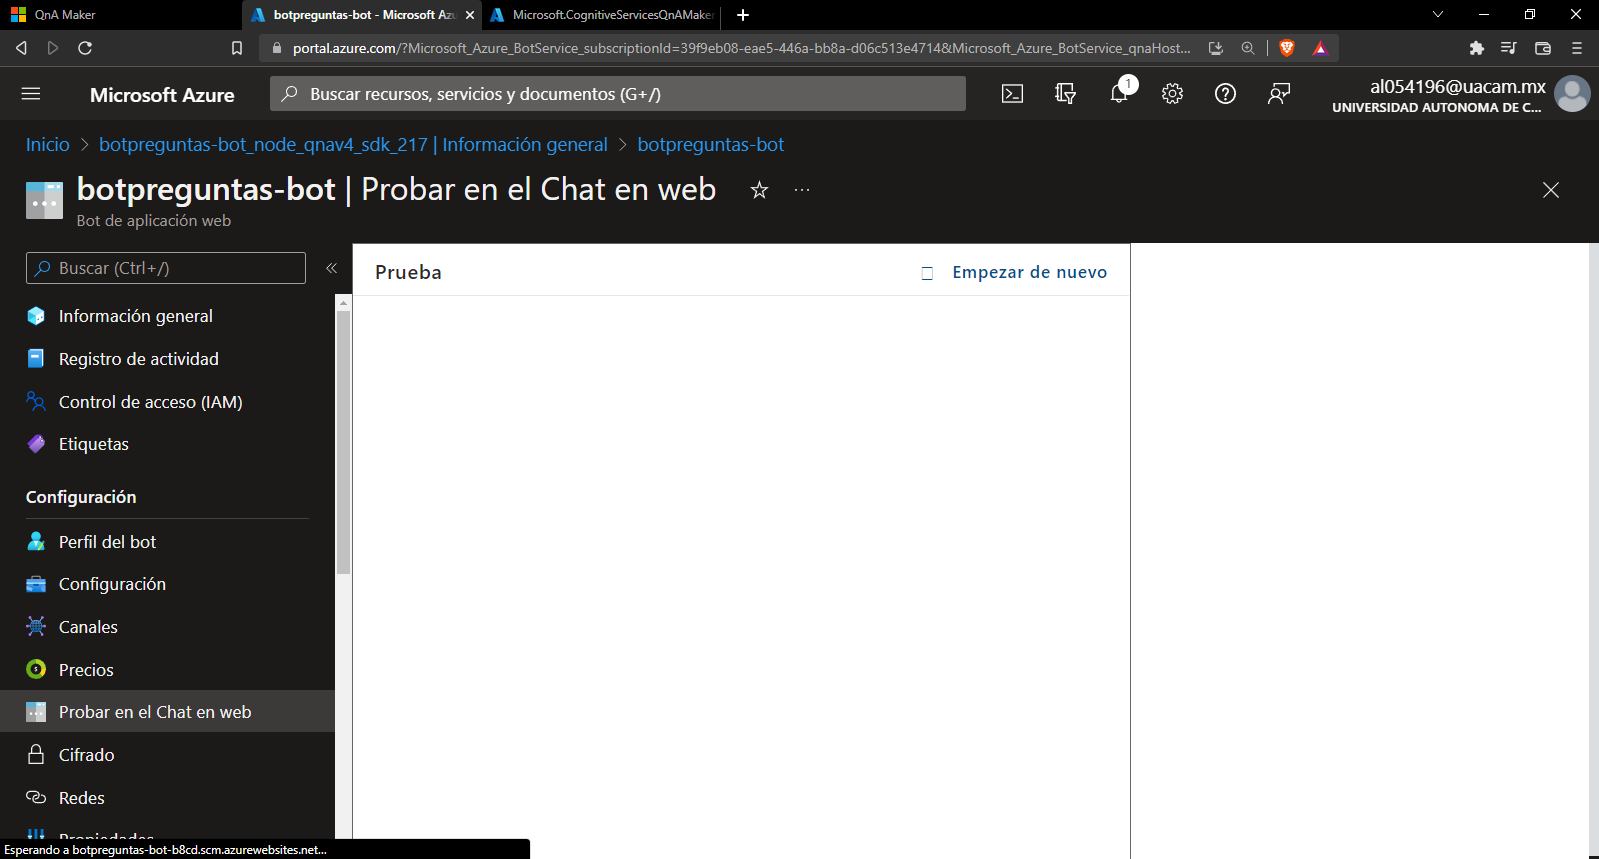 QnA Maker
botpreguntas-bot - Microsoft Azu
Microsoft.CognitiveServicesQnAMaker
portal.azure.com/?Microsoft_Azure_BotService_subscriptionId=39f9eb08-eae5-446a-bb8a-d06c513e4714&Microsoft_Azure_BotService_qnaHost...
Microsoft Azure
Buscar recursos, servicios y documentos (G+/)
1
al054196@uacam.mx
UNIVERSIDAD AUTONOMA DE C...
Inicio > botpreguntas-bot_node_qnav4_sdk_217 | Información general > botpreguntas-bot
botpreguntas-bot | Probar en el Chat en web
Bot de aplicación web
Buscar (Ctrl+/)
Prueba
Empezar de nuevo
Información general
Registro de actividad
Control de acceso (IAM)
Etiquetas
Configuración
Perfil del bot
Configuración
Canales
Precios
Probar en el Chat en web
Cifrado
Redes
Propiedades
Esperando a botpreguntas-bot-b8cd.scm.azurewebsites.net...